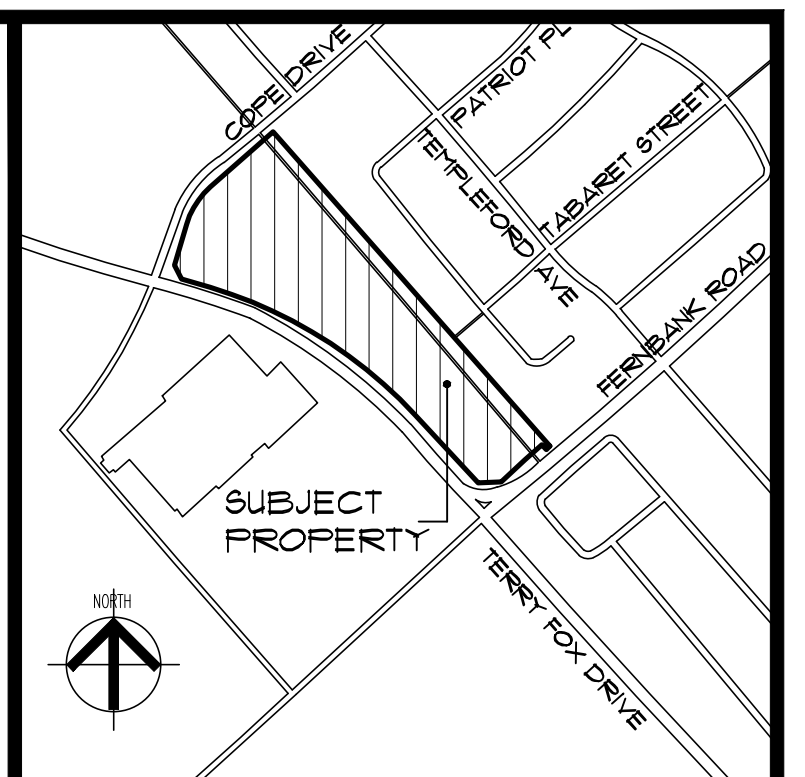 COPE DRIVE
PATRIOT PL
TEMPLEFORD AVE
TABARET STREET
FERNBANK ROAD
SUBJECT
PROPERTY
TERRY FOX DRIVE
NORTH